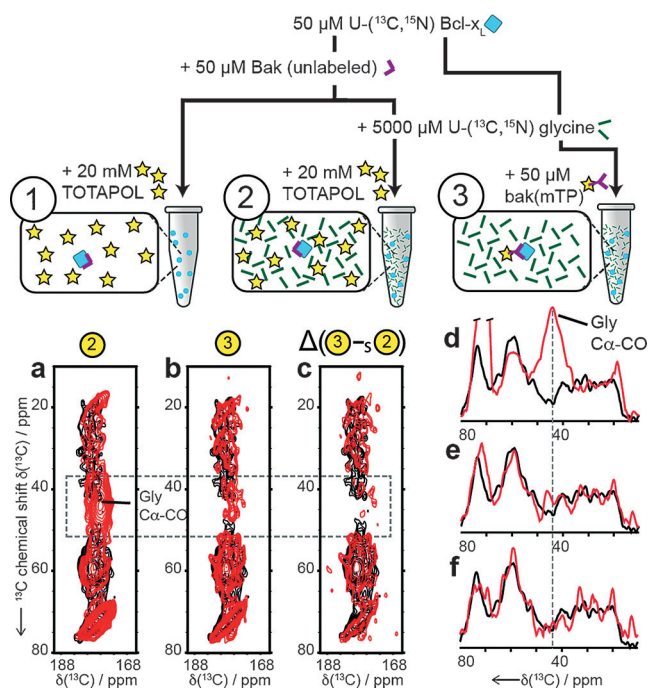 50 µM U-(¹³C,¹⁵N) Bcl-xL
+ 50 µM Bak (unlabeled)
+ 5000 µM U-(¹³C,¹⁵N) glycine
+ 20 mM
TOTAPOL
+ 20 mM
TOTAPOL
+ 50 µM
bak(mTP)
1
2
3
2
3
Δ(3 –s 2)
a
b
c
d
Gly
Cα-CO
20
20
20
40
40
40
Gly
Cα-CO
60
60
60
80
80
80
188 168
188 168
188 168
δ(¹³C) / ppm
δ(¹³C) / ppm
δ(¹³C) / ppm
← ¹³C chemical shift δ(¹³C) / ppm
80 40
e
80 40
f
80 40
←δ(¹³C) / ppm